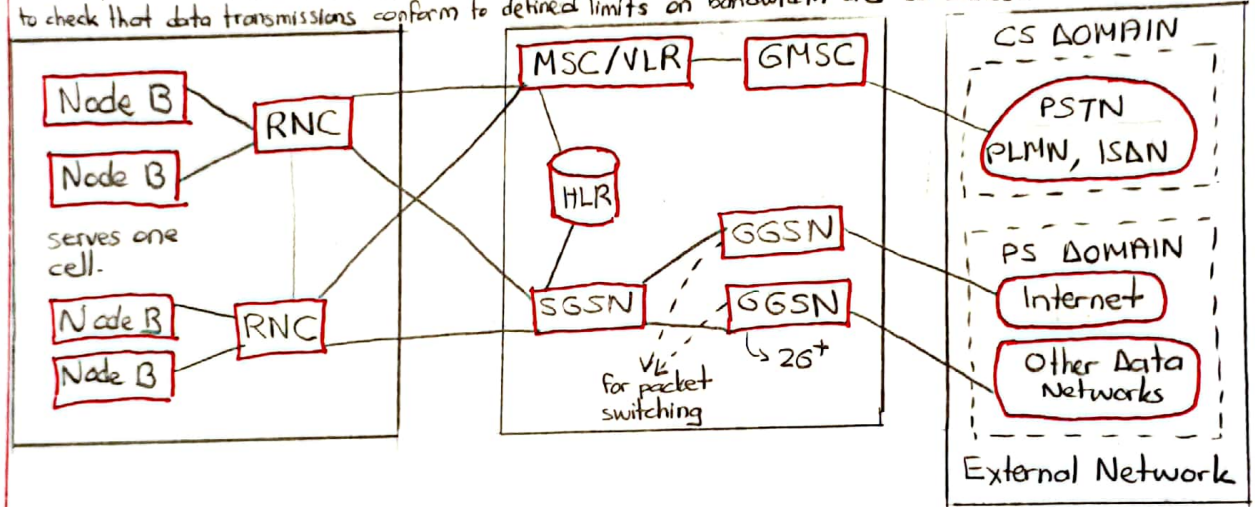 to check that data transmissions conform to defined limits on bandwidth
Node B
Node B
serves one
cell.
Node B
Node B
RNC
RNC
MSC/VLR
GMSC
HLR
SGSN
GGSN
GGSN
↳ 2G+
for packet
switching
CS DOMAIN
PSTN
PLMN, ISDN
PS DOMAIN
Internet
Other Data
Networks
External Network